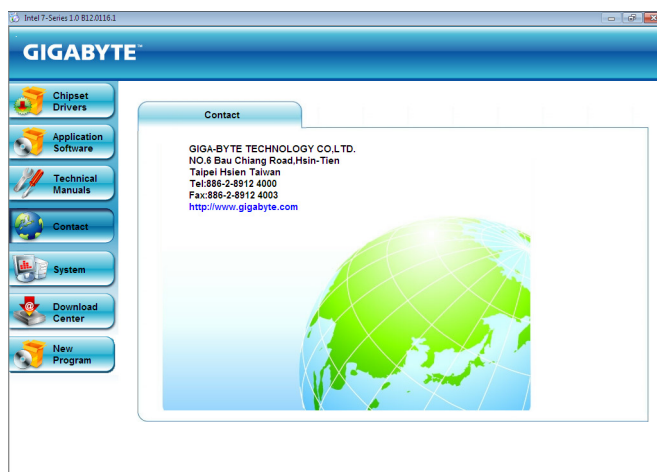 Intel 7-Series 1.0 B12.0116.1
GIGABYTE™
Chipset
Drivers
Application
Software
Technical
Manuals
Contact
System
Download
Center
New
Program
Contact
GIGA-BYTE TECHNOLOGY CO,LTD.
NO.6 Bau Chiang Road,Hsin-Tien
Taipei Hsien Taiwan
Tel:886-2-8912 4000
Fax:886-2-8912 4003
http://www.gigabyte.com